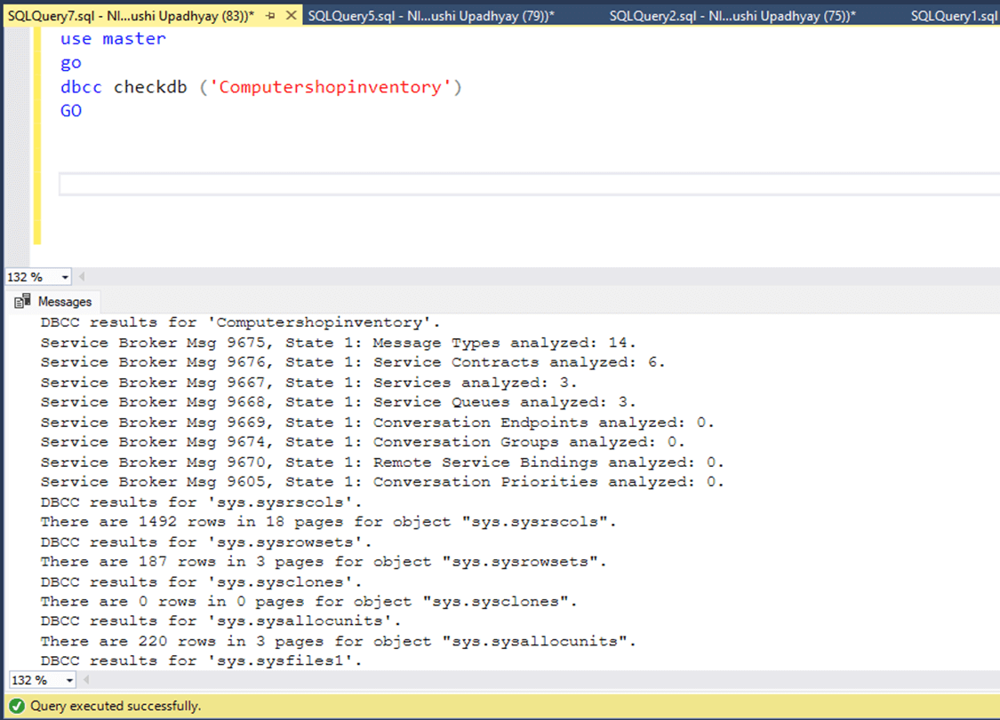 SQLQuery7.sql - NI...ushi Upadhyay (83))* SQLQuery5.sql - NI...ushi Upadhyay (79))* SQLQuery2.sql - NI...ushi Upadhyay (75))* SQLQuery1.sql
use master
go
dbcc checkdb ('Computershopinventory')
GO
132 %
Messages
DBCC results for 'Computershopinventory'.
Service Broker Msg 9675, State 1: Message Types analyzed: 14.
Service Broker Msg 9676, State 1: Service Contracts analyzed: 6.
Service Broker Msg 9667, State 1: Services analyzed: 3.
Service Broker Msg 9668, State 1: Service Queues analyzed: 3.
Service Broker Msg 9669, State 1: Conversation Endpoints analyzed: 0.
Service Broker Msg 9674, State 1: Conversation Groups analyzed: 0.
Service Broker Msg 9670, State 1: Remote Service Bindings analyzed: 0.
Service Broker Msg 9605, State 1: Conversation Priorities analyzed: 0.
DBCC results for 'sys.sysrscols'.
There are 1492 rows in 18 pages for object "sys.sysrscols".
DBCC results for 'sys.sysrowsets'.
There are 187 rows in 3 pages for object "sys.sysrowsets".
DBCC results for 'sys.sysclones'.
There are 0 rows in 0 pages for object "sys.sysclones".
DBCC results for 'sys.sysallocunits'.
There are 220 rows in 3 pages for object "sys.sysallocunits".
DBCC results for 'sys.sysfiles1'.
132 %
Query executed successfully.